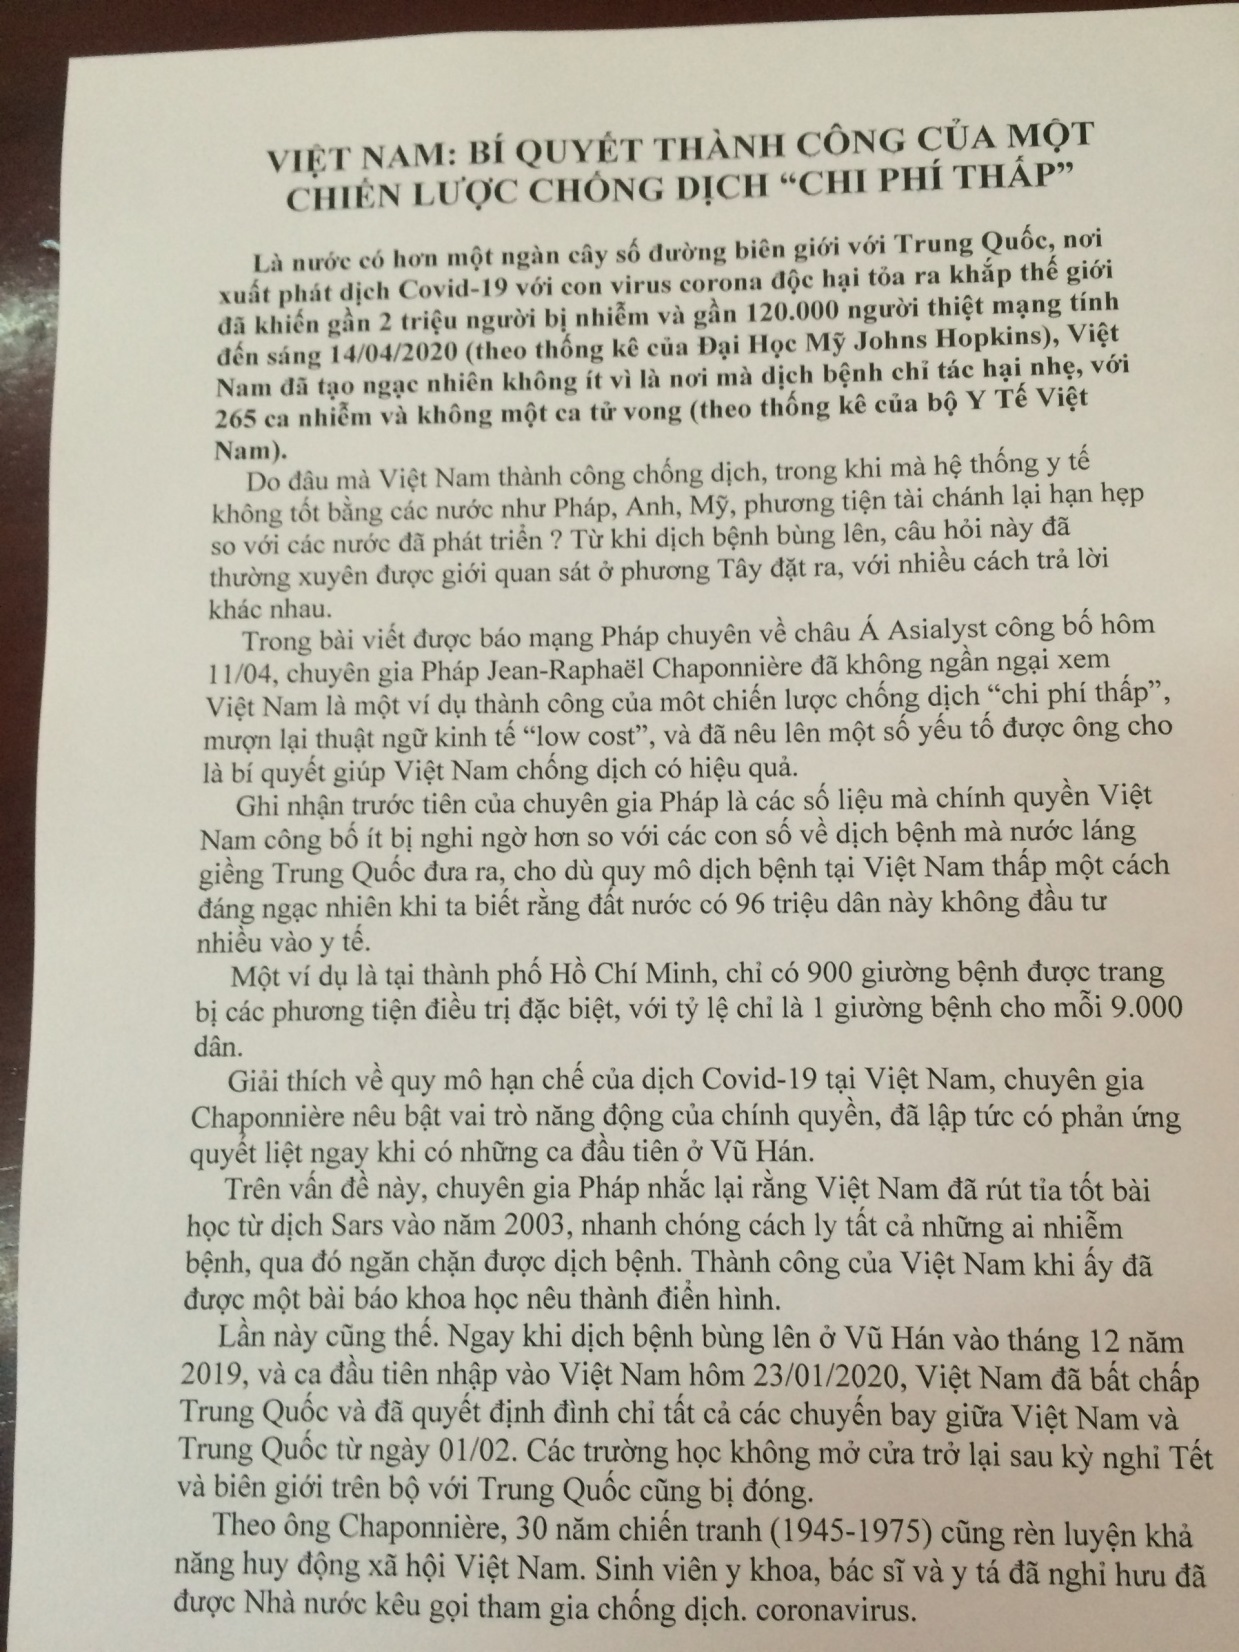 VIỆT NAM: BÍ QUYẾT THÀNH CÔNG CỦA MỘT
CHIẾN LƯỢC CHỐNG DỊCH “CHI PHÍ THẤP”
Là nước có hơn một ngàn cây số đường biên giới với Trung Quốc, nơi
xuất phát dịch Covid-19 với con virus corona độc hại tỏa ra khắp thế giới
đã khiến gần 2 triệu người bị nhiễm và gần 120.000 người thiệt mạng tính
đến sáng 14/04/2020 (theo thống kê của Đại Học Mỹ Johns Hopkins), Việt
Nam đã tạo ngạc nhiên không ít vì là nơi mà dịch bệnh chỉ tác hại nhẹ, với
265 ca nhiễm và không một ca tử vong (theo thống kê của bộ Y Tế Việt
Nam).
Do đâu mà Việt Nam thành công chống dịch, trong khi mà hệ thống y tế
không tốt bằng các nước như Pháp, Anh, Mỹ, phương tiện tài chánh lại hạn hẹp
so với các nước đã phát triển ? Từ khi dịch bệnh bùng lên, câu hỏi này đã
thường xuyên được giới quan sát ở phương Tây đặt ra, với nhiều cách trả lời
khác nhau.
Trong bài viết được báo mạng Pháp chuyên về châu Á Asialyst công bố hôm
11/04, chuyên gia Pháp Jean-Raphaël Chaponnière đã không ngần ngại xem
Việt Nam là một ví dụ thành công của môt chiến lược chống dịch “chi phí thấp”,
mượn lại thuật ngữ kinh tế “low cost”, và đã nêu lên một số yếu tố được ông cho
là bí quyết giúp Việt Nam chống dịch có hiệu quả.
Ghi nhận trước tiên của chuyên gia Pháp là các số liệu mà chính quyền Việt
Nam công bố ít bị nghi ngờ hơn so với các con số về dịch bệnh mà nước láng
giềng Trung Quốc đưa ra, cho dù quy mô dịch bệnh tại Việt Nam thấp một cách
đáng ngạc nhiên khi ta biết rằng đất nước có 96 triệu dân này không đầu tư
nhiều vào y tế.
Một ví dụ là tại thành phố Hồ Chí Minh, chỉ có 900 giường bệnh được trang
bị các phương tiện điều trị đặc biệt, với tỷ lệ chỉ là 1 giường bệnh cho mỗi 9.000
dân.
Giải thích về quy mô hạn chế của dịch Covid-19 tại Việt Nam, chuyên gia
Chaponnière nêu bật vai trò năng động của chính quyền, đã lập tức có phản ứng
quyết liệt ngay khi có những ca đầu tiên ở Vũ Hán.
Trên vấn đề này, chuyên gia Pháp nhắc lại rằng Việt Nam đã rút tỉa tốt bài
học từ dịch Sars vào năm 2003, nhanh chóng cách ly tất cả những ai nhiễm
bệnh, qua đó ngăn chặn được dịch bệnh. Thành công của Việt Nam khi ấy đã
được một bài báo khoa học nêu thành điển hình.
Lần này cũng thế. Ngay khi dịch bệnh bùng lên ở Vũ Hán vào tháng 12 năm
2019, và ca đầu tiên nhập vào Việt Nam hôm 23/01/2020, Việt Nam đã bất chấp
Trung Quốc và đã quyết định đình chỉ tất cả các chuyến bay giữa Việt Nam và
Trung Quốc từ ngày 01/02. Các trường học không mở cửa trở lại sau kỳ nghỉ Tết
và biên giới trên bộ với Trung Quốc cũng bị đóng.
Theo ông Chaponnière, 30 năm chiến tranh (1945-1975) cũng rèn luyện khả
năng huy động xã hội Việt Nam. Sinh viên y khoa, bác sĩ và y tá đã nghỉ hưu đã
được Nhà nước kêu gọi tham gia chống dịch. coronavirus.